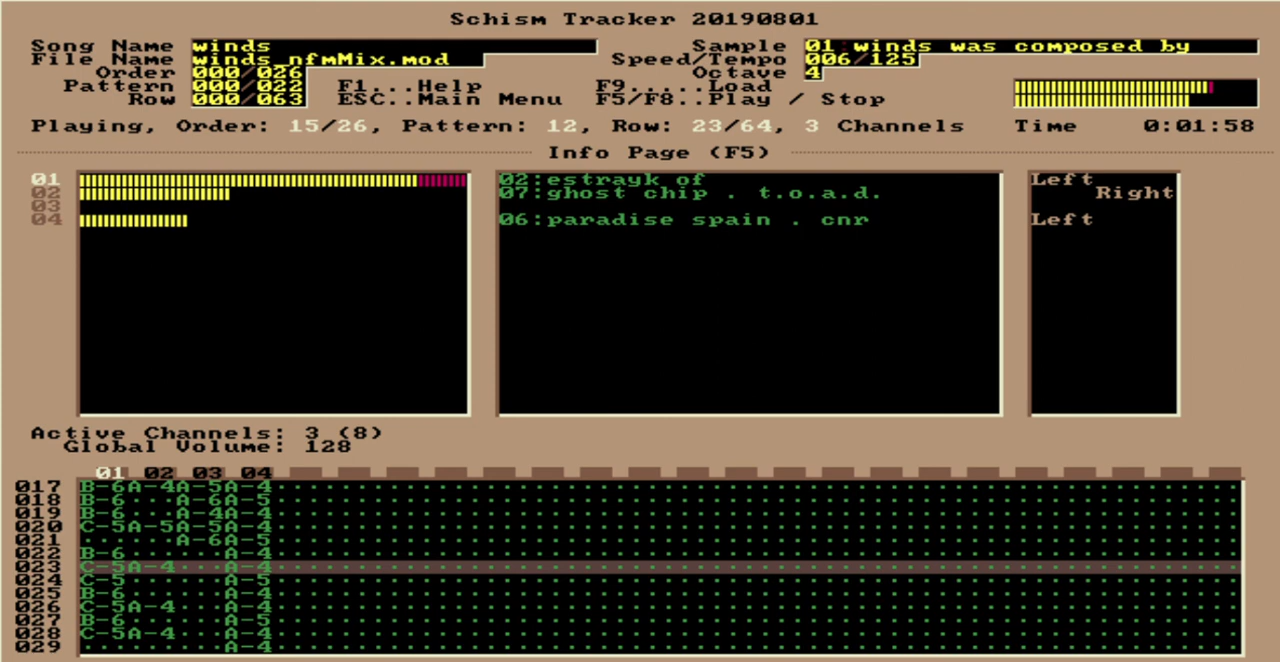 Schism Tracker 20190801
Song Name winds Sample 01:winds was composed by
File Name winds_nfmMix.mod Speed/Tempo 006/125
Order 000/026 Octave 4
Pattern 000/022 F1...Help F9.....Load
Row 000/063 ESC..Main Menu F5/F8..Play / Stop
Playing, Order: 15/26, Pattern: 12, Row: 23/64, 3 Channels Time 0:01:58
Info Page (F5)
01 02:estrayk of Left
02 07:ghost chip . t.o.a.d. Right
03
04 06:paradise spain . cnr Left
Active Channels: 3 (8)
Global Volume: 128
01 02 03 04
017 B-6A-4A-5A-4
018 B-6...A-6A-5
019 B-6...A-4A-4
020 C-5A-5A-5A-4
021 ......A-6A-5
022 B-6......A-4
023 C-5A-4...A-4
024 C-5......A-5
025 B-6......A-4
026 C-5A-4...A-4
027 B-6......A-5
028 C-5A-4...A-4
029 .........A-4